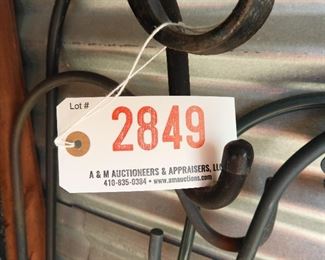 Lot #
2849
A & M AUCTIONEERS & APPRAISERS, LLC
410-835-0384 • www.amauctions.com